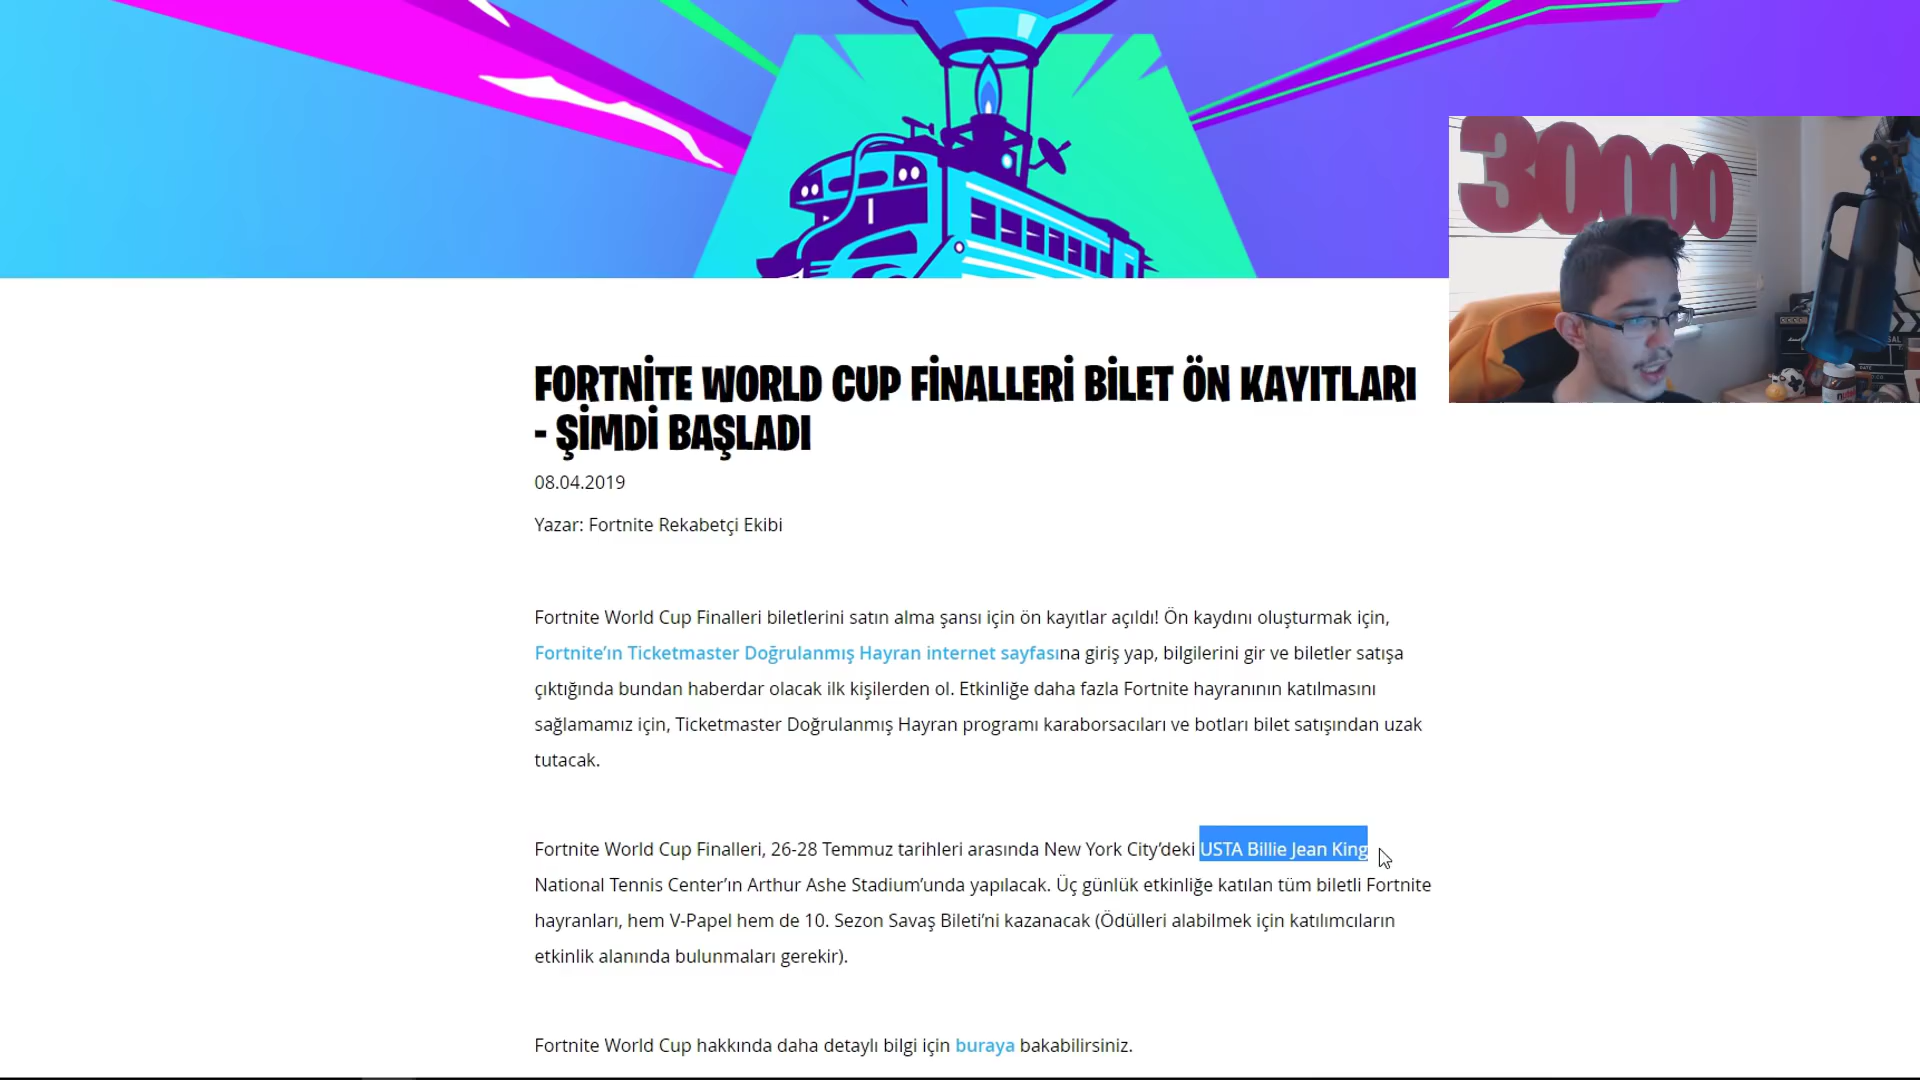 30000
FORTNİTE WORLD CUP FİNALLERİ BİLET ÖN KAYITLARI
- ŞİMDİ BAŞLADI
08.04.2019
Yazar: Fortnite Rekabetçi Ekibi
Fortnite World Cup Finalleri biletlerini satın alma şansı için ön kayıtlar açıldı! Ön kaydını oluşturmak için,
Fortnite’ın Ticketmaster Doğrulanmış Hayran internet sayfasına giriş yap, bilgilerini gir ve biletler satışa
çıktığında bundan haberdar olacak ilk kişilerden ol. Etkinliğe daha fazla Fortnite hayranının katılmasını
sağlamamız için, Ticketmaster Doğrulanmış Hayran programı karaborsacıları ve botları bilet satışından uzak
tutacak.
Fortnite World Cup Finalleri, 26-28 Temmuz tarihleri arasında New York City’deki USTA Billie Jean King
National Tennis Center’ın Arthur Ashe Stadium’unda yapılacak. Üç günlük etkinliğe katılan tüm biletli Fortnite
hayranları, hem V-Papel hem de 10. Sezon Savaş Bileti’ni kazanacak (Ödülleri alabilmek için katılımcıların
etkinlik alanında bulunmaları gerekir).
Fortnite World Cup hakkında daha detaylı bilgi için buraya bakabilirsiniz.